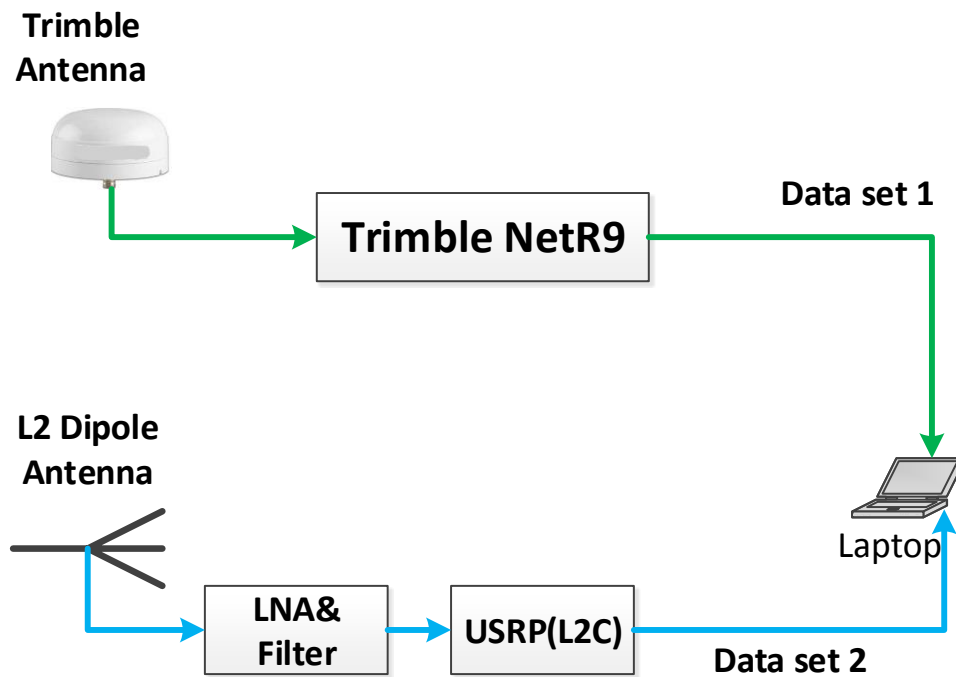 Trimble
Antenna
Data set 1
Trimble NetR9
L2 Dipole
Antenna
Laptop
LNA&
Filter
USRP(L2C)
Data set 2